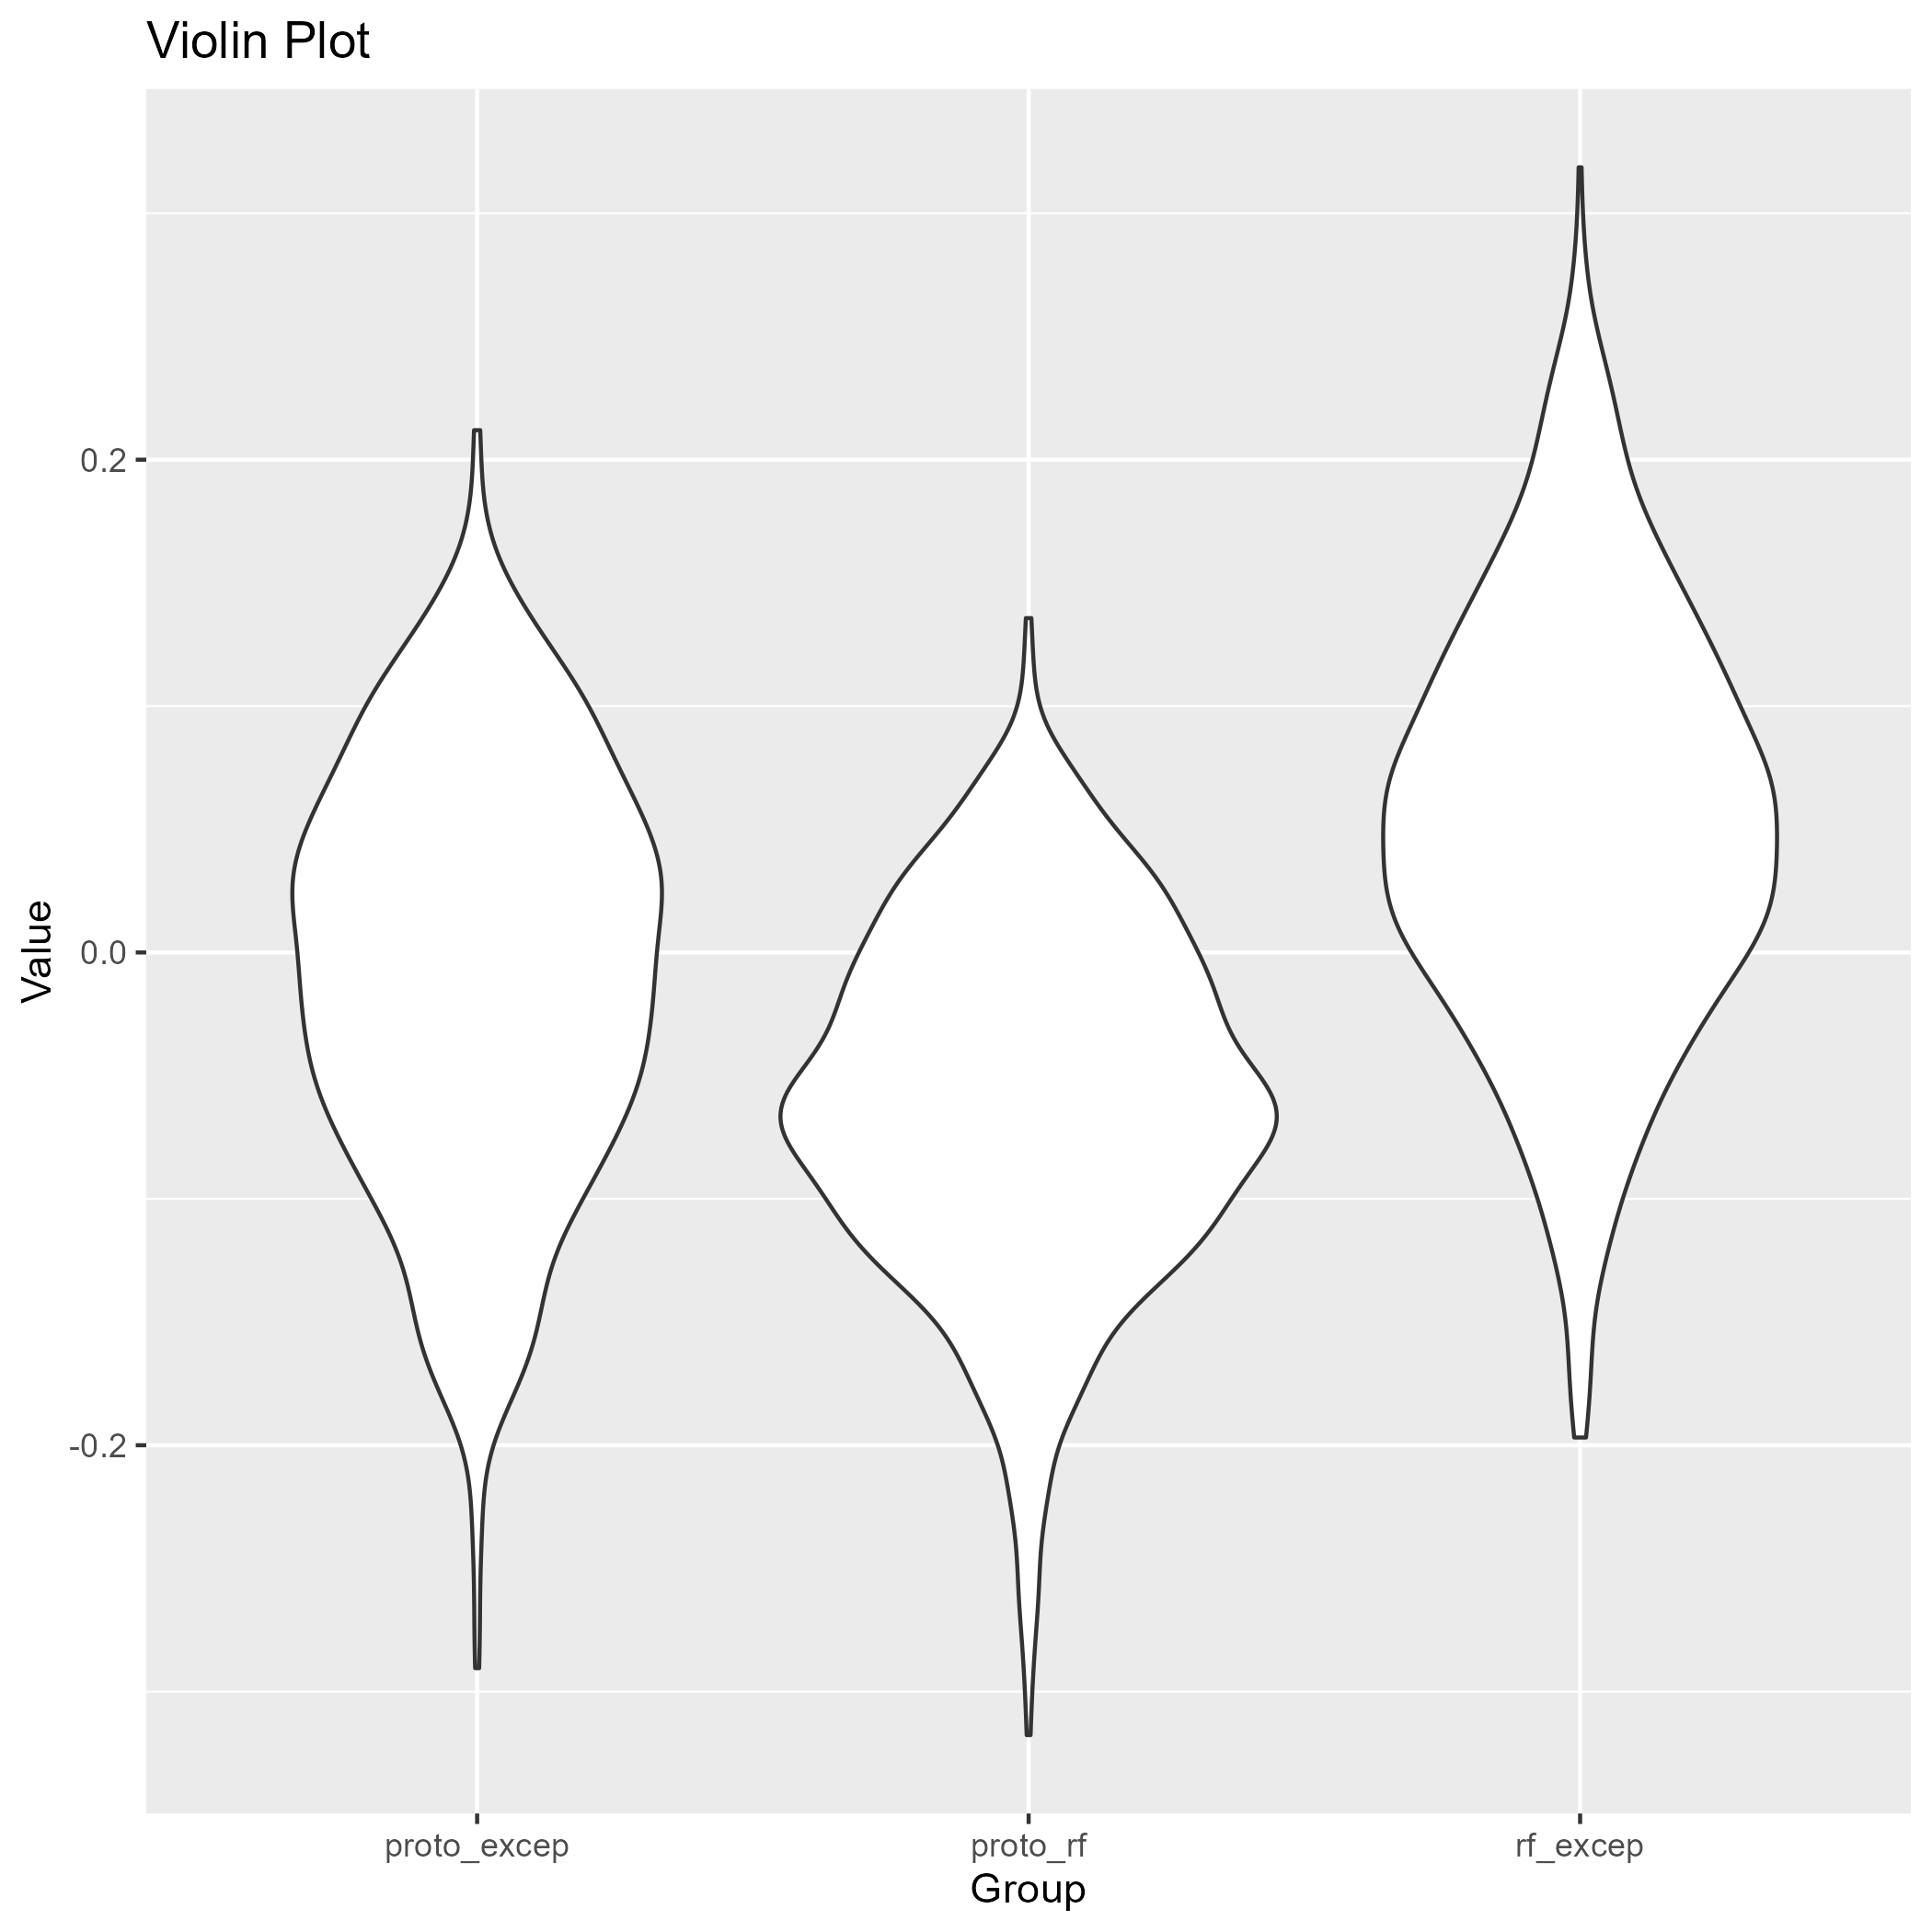 Violin Plot
Value
0.2
0.0
-0.2
proto_excep
proto_rf
rf_excep
Group